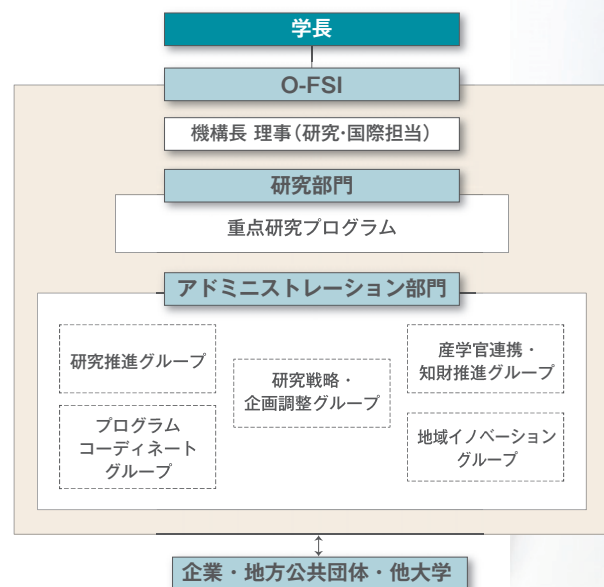 学長
O-FSI
機構長 理事(研究・国際担当)
研究部門
重点研究プログラム
アドミニストレーション部門
研究推進グループ
プログラム
コーディネート
グループ
研究戦略・
企画調整グループ
産学官連携・
知財推進グループ
地域イノベーション
グループ
企業・地方公共団体・他大学